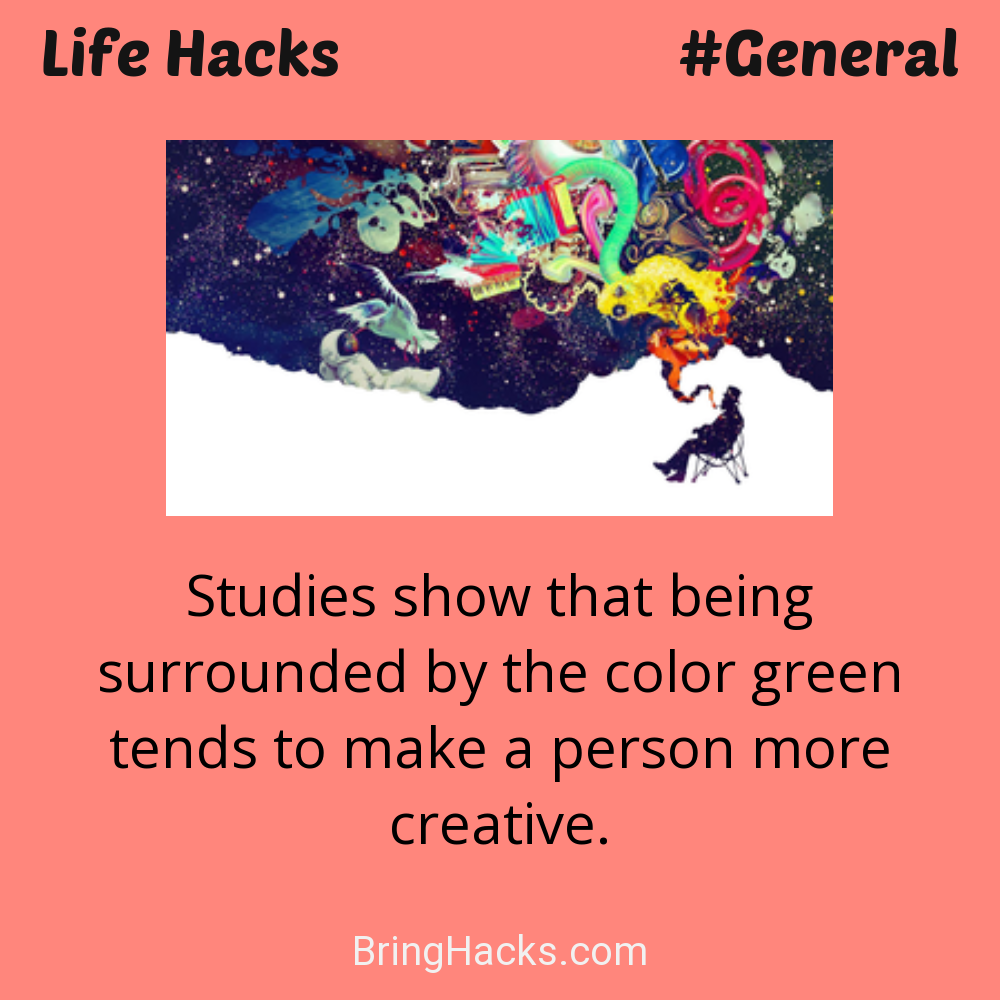 Life Hacks
#General
Studies show that being
surrounded by the color green
tends to make a person more
creative.
BringHacks.com